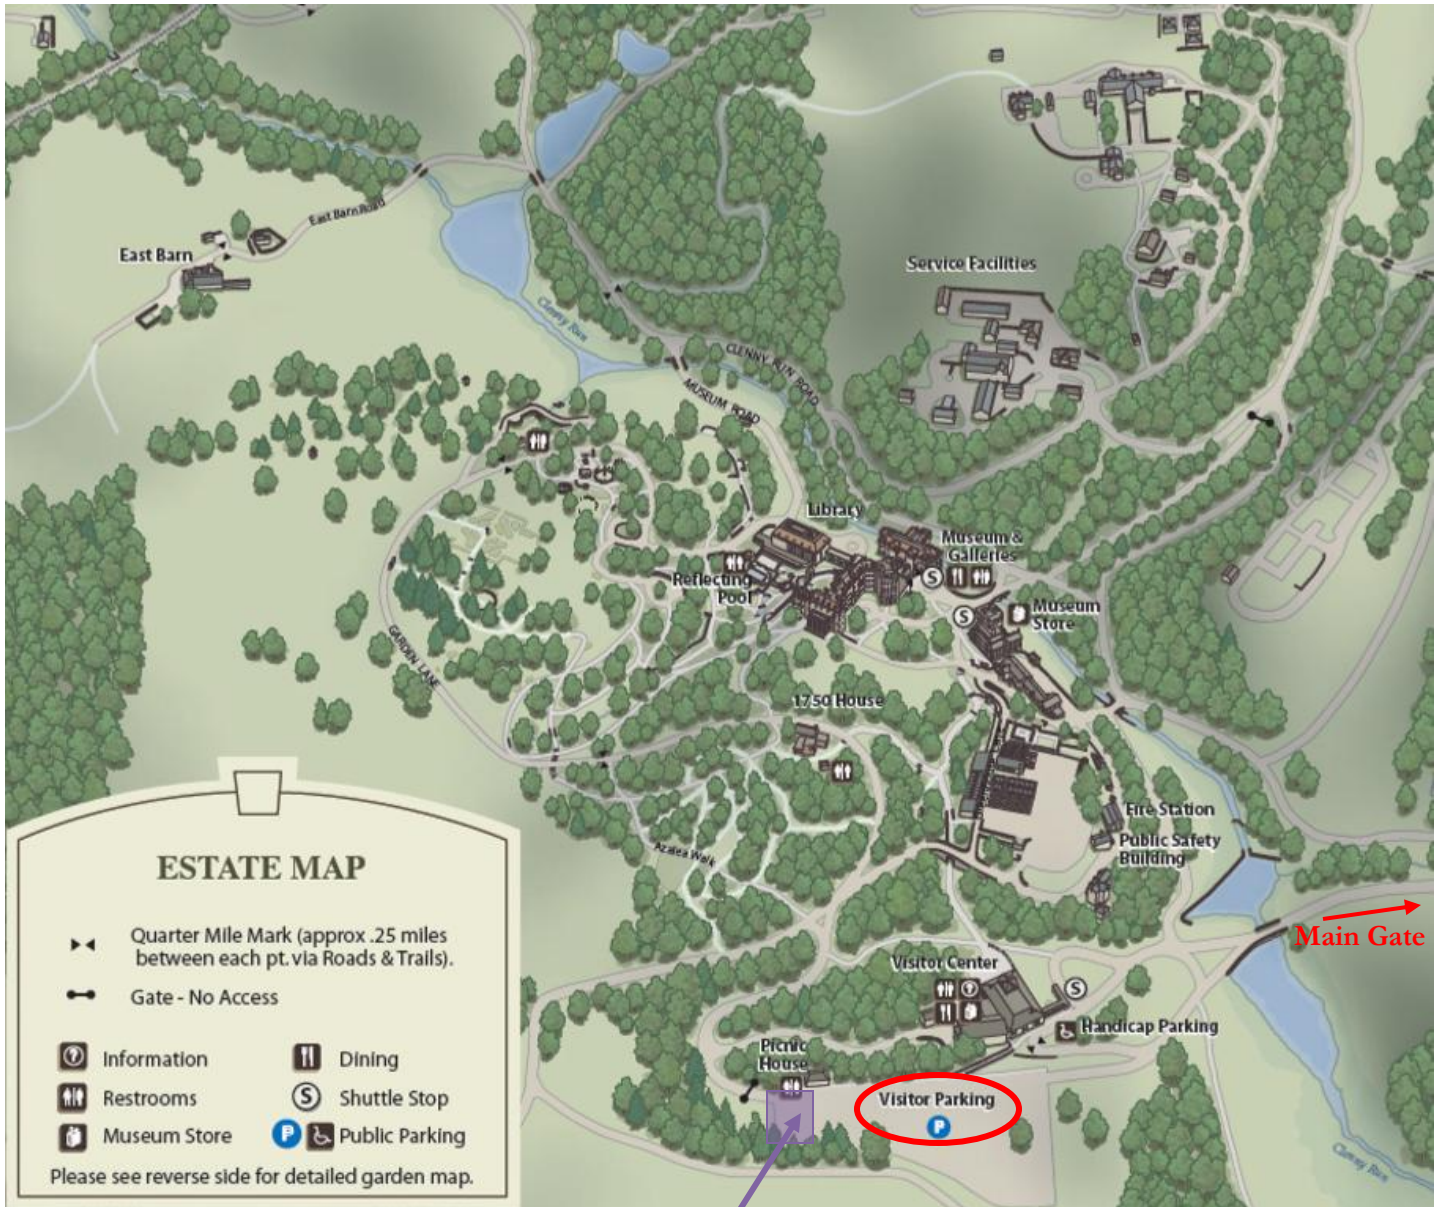 East Barn
East Barn Road
Clenny Run
CLENNY RUN ROAD
MUSEUM ROAD
Service Facilities
Library
Museum &
Galleries
S
Reflecting
Pool
S
Museum
Store
GARDEN LANE
1750 House
Azalea Walk
Fire Station
Public Safety
Building
Main Gate
Visitor Center
?
S
Handicap Parking
Picnic
House
Visitor Parking
P
Clenny Run
ESTATE MAP
Quarter Mile Mark (approx .25 miles
between each pt. via Roads & Trails).
Gate - No Access
? Information
Dining
Restrooms
S Shuttle Stop
Museum Store
P Public Parking
Please see reverse side for detailed garden map.